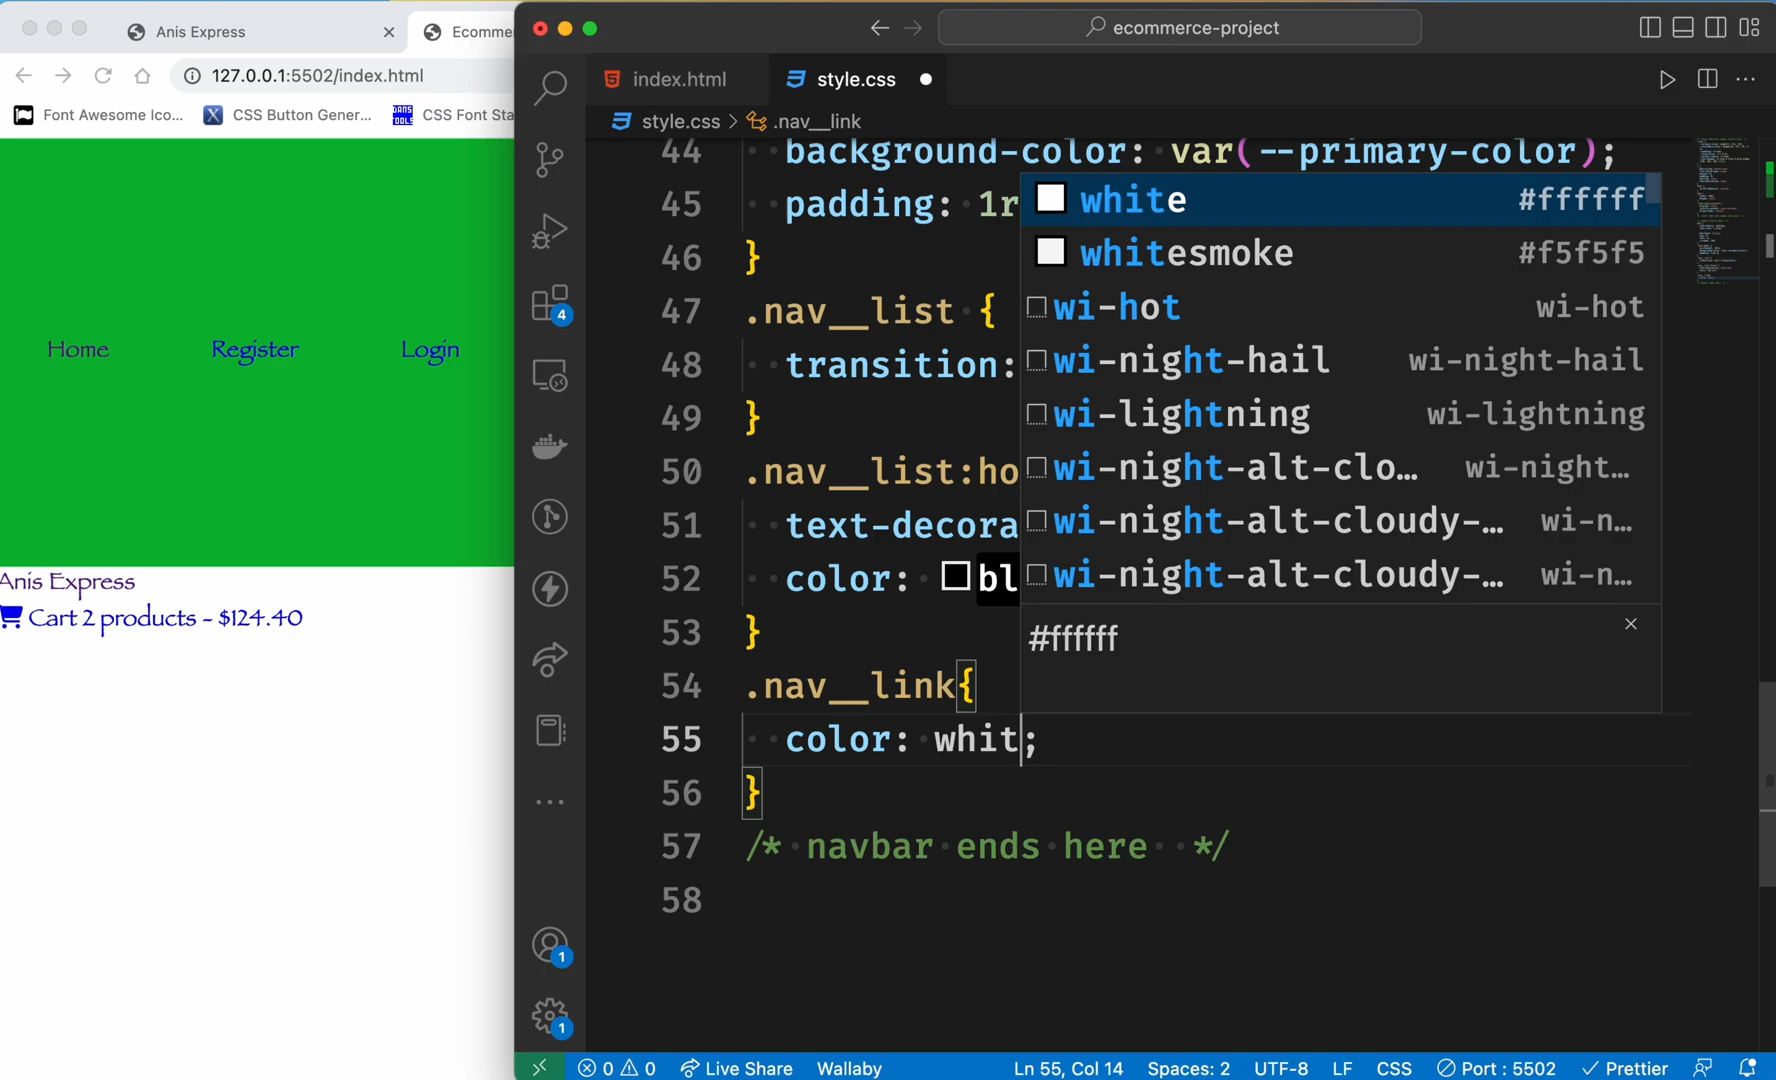 Anis Express
Ecomme
127.0.0.1:5502/index.html
Font Awesome Ico...
CSS Button Gener...
DANS TOOLS
CSS Font Sta
Home
Register
Login
Anis Express
Cart 2 products - $124.40
ecommerce-project
index.html
style.css
style.css > .nav__link
4
1
1
44 background-color: var(--primary-color);
45 padding: 1r
46 }
47 .nav__list {
48 transition:
49 }
50 .nav__list:ho
51 text-decora
52 color: bl
53 }
54 .nav__link{
55 color: whit;
56 }
57 /* navbar ends here */
58
white #ffffff
whitesmoke #f5f5f5
wi-hot wi-hot
wi-night-hail wi-night-hail
wi-lightning wi-lightning
wi-night-alt-clo... wi-night...
wi-night-alt-cloudy-... wi-n...
wi-night-alt-cloudy-... wi-n...
#ffffff
0 0 Live Share Wallaby Ln 55, Col 14 Spaces: 2 UTF-8 LF CSS Port : 5502 Prettier